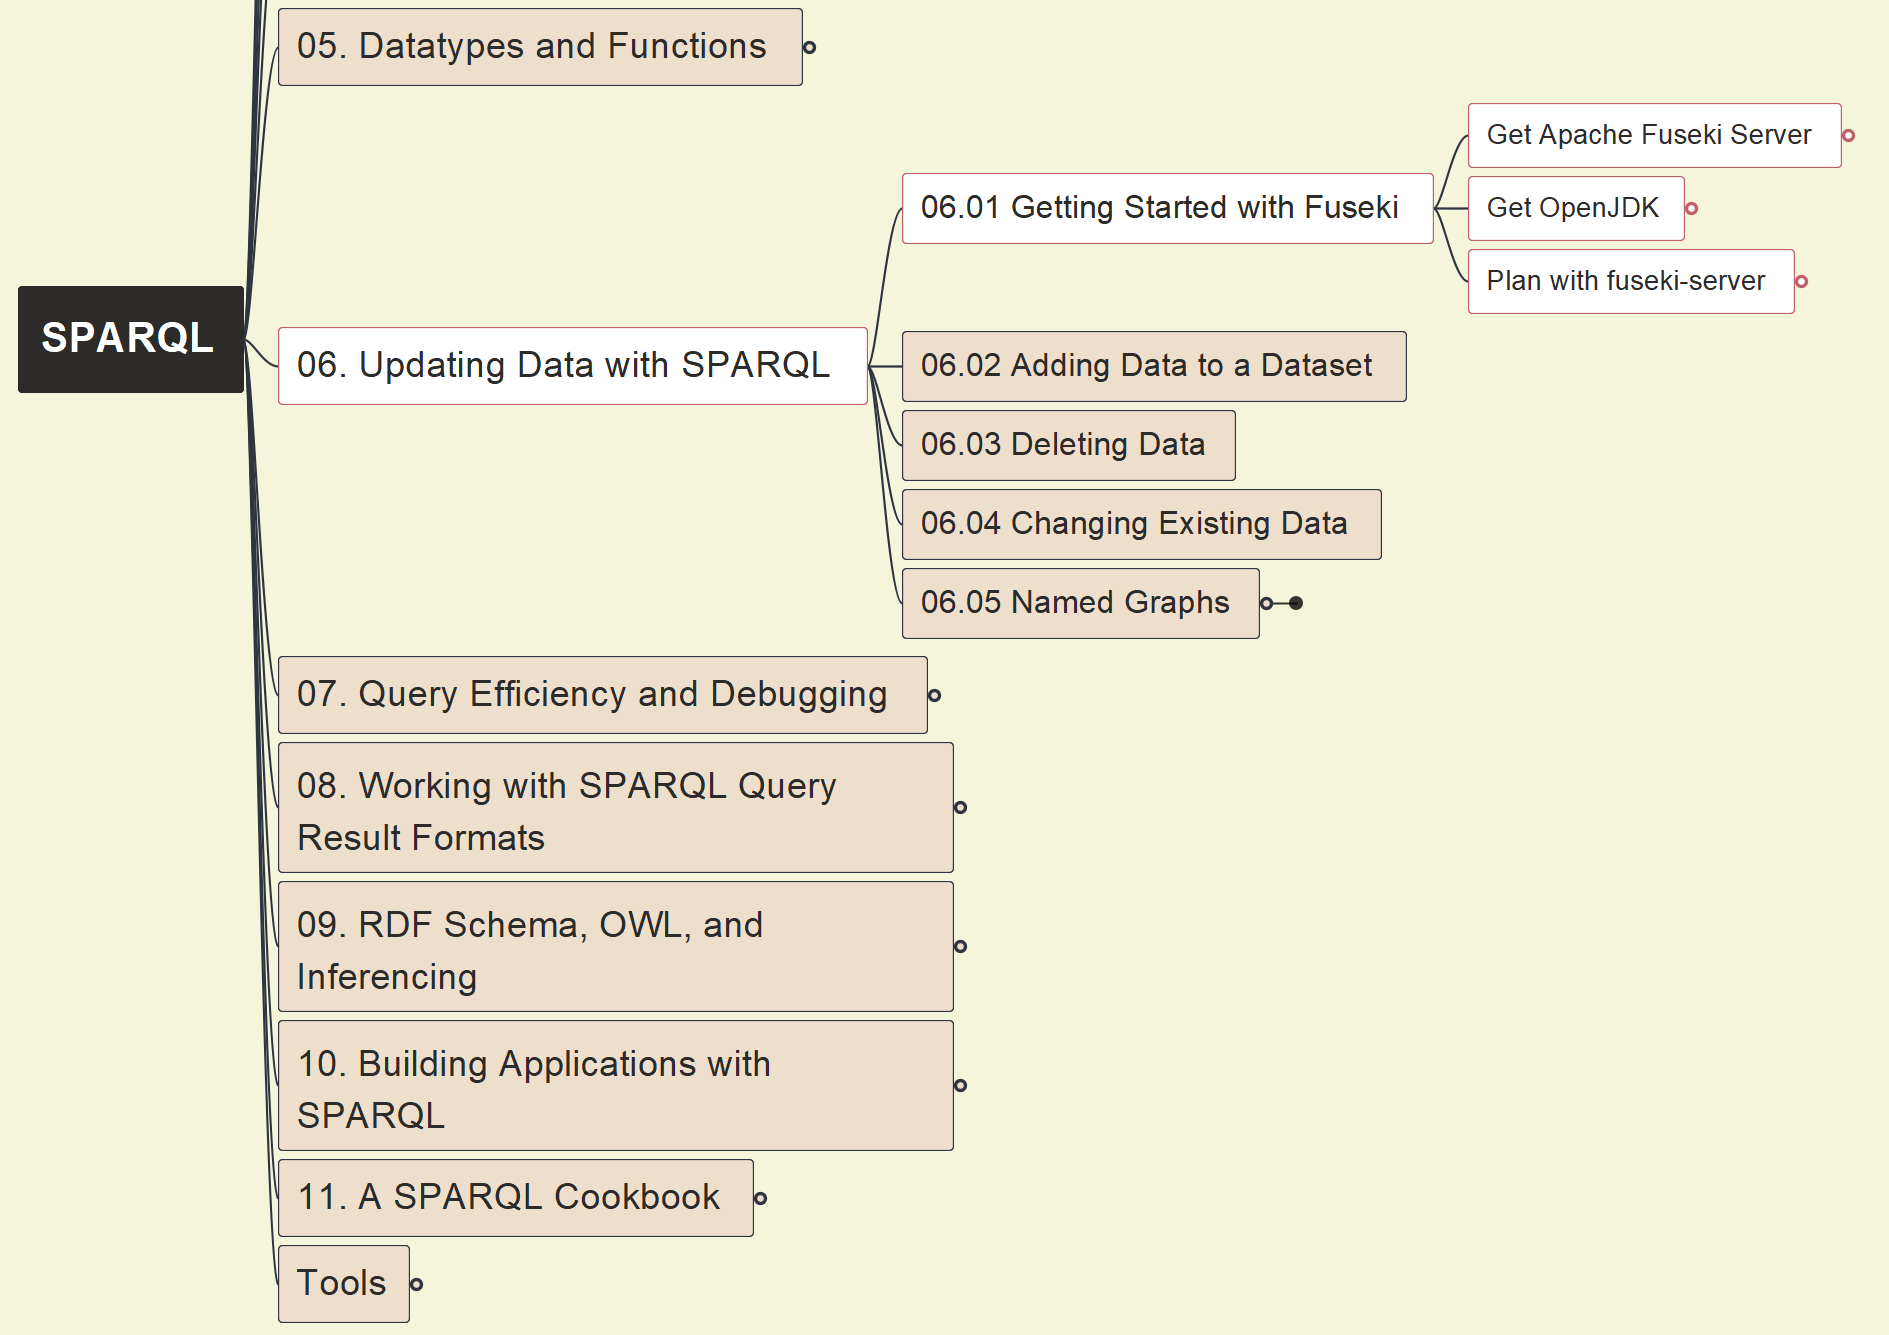 05. Datatypes and Functions
SPARQL
06. Updating Data with SPARQL
06.01 Getting Started with Fuseki
Get Apache Fuseki Server
Get OpenJDK
Plan with fuseki-server
06.02 Adding Data to a Dataset
06.03 Deleting Data
06.04 Changing Existing Data
06.05 Named Graphs
07. Query Efficiency and Debugging
08. Working with SPARQL Query
Result Formats
09. RDF Schema, OWL, and
Inferencing
10. Building Applications with
SPARQL
11. A SPARQL Cookbook
Tools